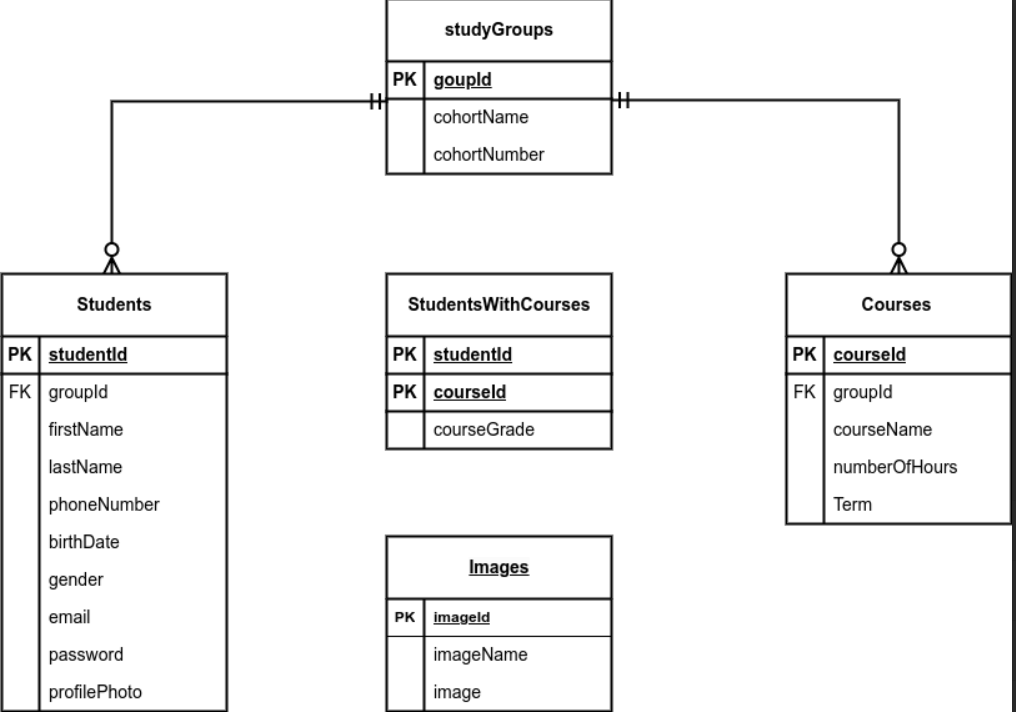 studyGroups
PK goupId
cohortName
cohortNumber
Students
PK studentId
FK groupId
firstName
lastName
phoneNumber
birthDate
gender
email
password
profilePhoto
StudentsWithCourses
PK studentId
PK courseId
courseGrade
Images
PK imageId
imageName
image
Courses
PK courseId
FK groupId
courseName
numberOfHours
Term